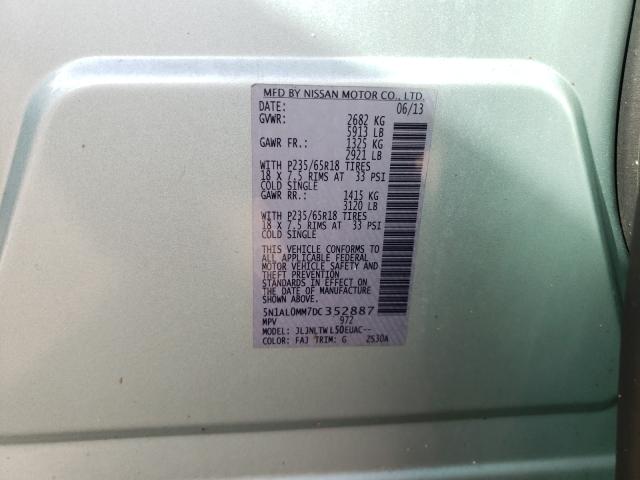 MFD BY NISSAN MOTOR CO., LTD.
DATE: 06/13
GVWR: 2682 KG
5913 LB
GAWR FR.: 1325 KG
2921 LB
WITH P235/65R18 TIRES
18 X 7.5 RIMS AT 33 PSI
COLD SINGLE
GAWR RR.: 1415 KG
3120 LB
WITH P235/65R18 TIRES
18 X 7.5 RIMS AT 33 PSI
COLD SINGLE
THIS VEHICLE CONFORMS TO
ALL APPLICABLE FEDERAL
MOTOR VEHICLE SAFETY AND
THEFT PREVENTION
STANDARDS IN EFFECT ON
THE DATE OF MANUFACTURE
5N1AL0MM7DC352887
MPV 972
MODEL: JLJNLTW L50EUAC--
COLOR: FAJ TRIM: G 2S30A